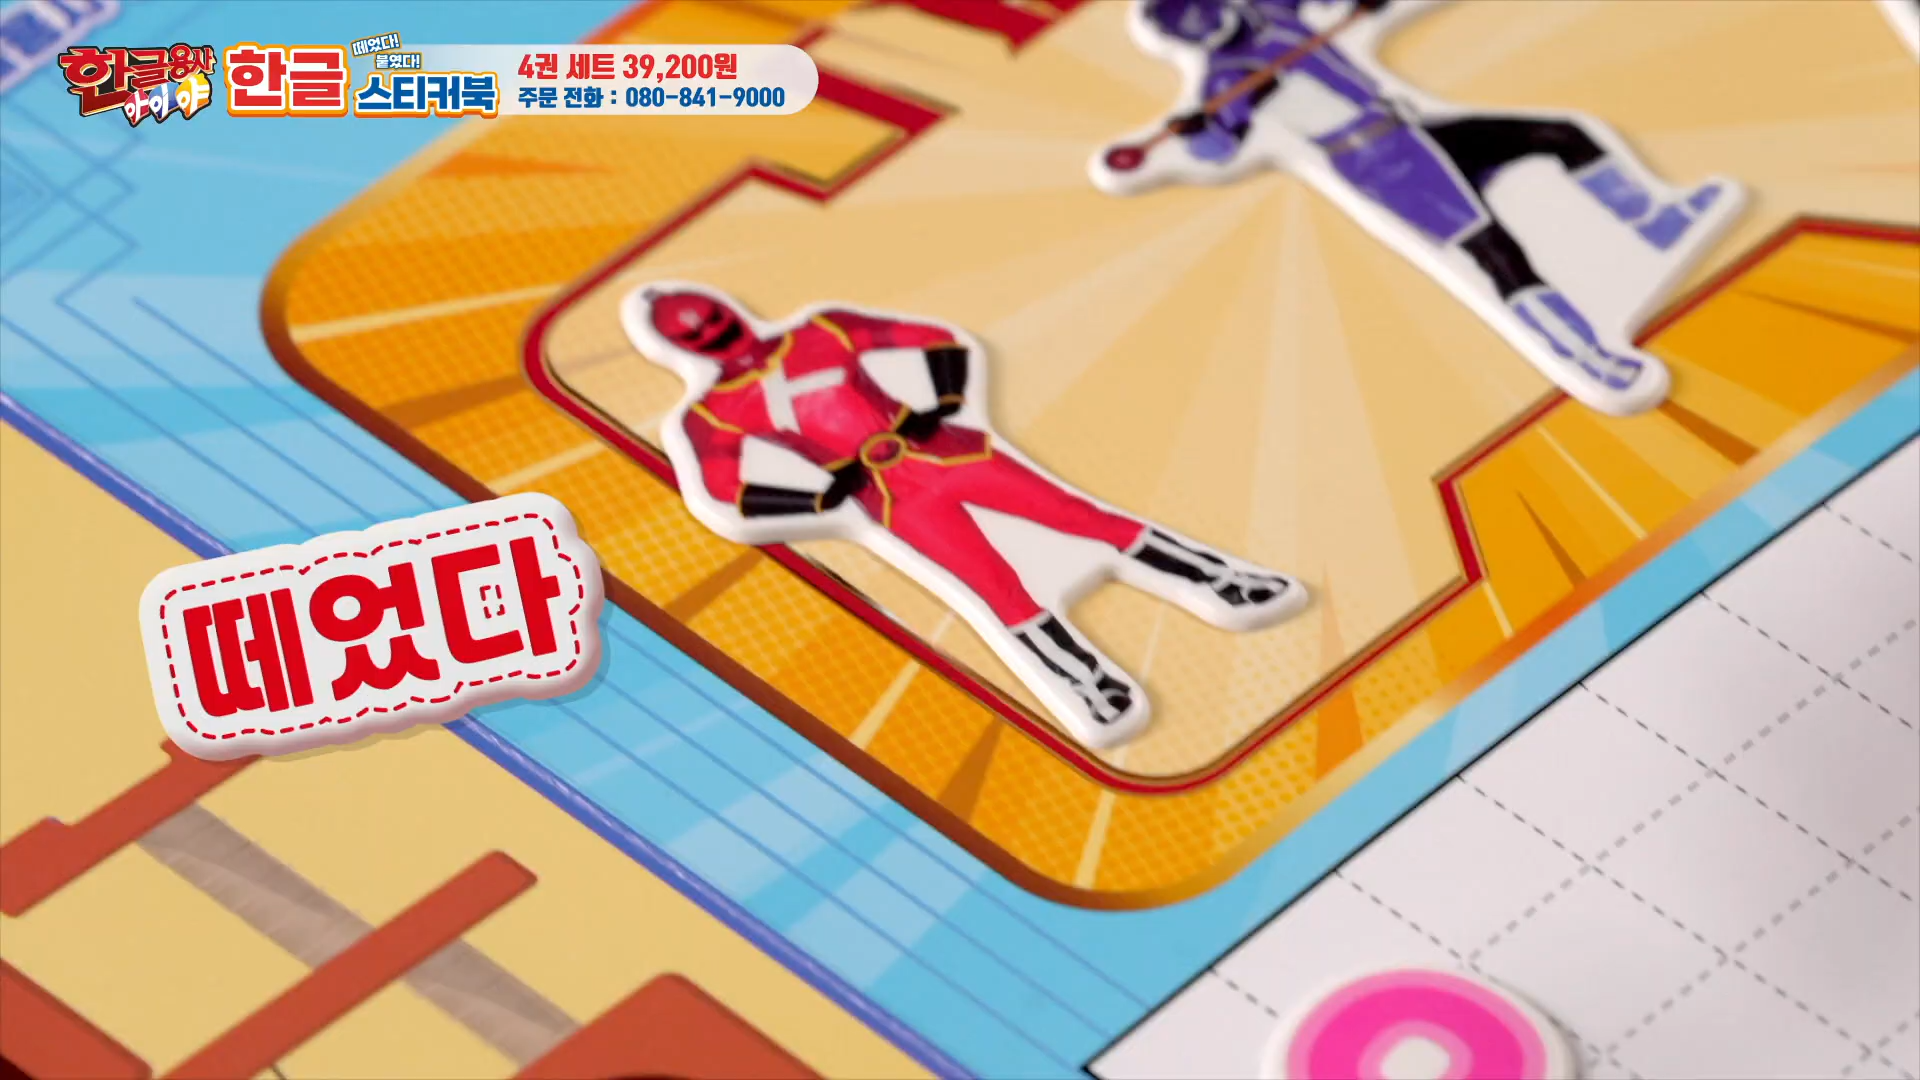 한글용사
아이야
한글
떼었다!
붙였다!
스티커북
4권 세트 39,200원
주문 전화 : 080-841-9000
ㅏ
떼었다